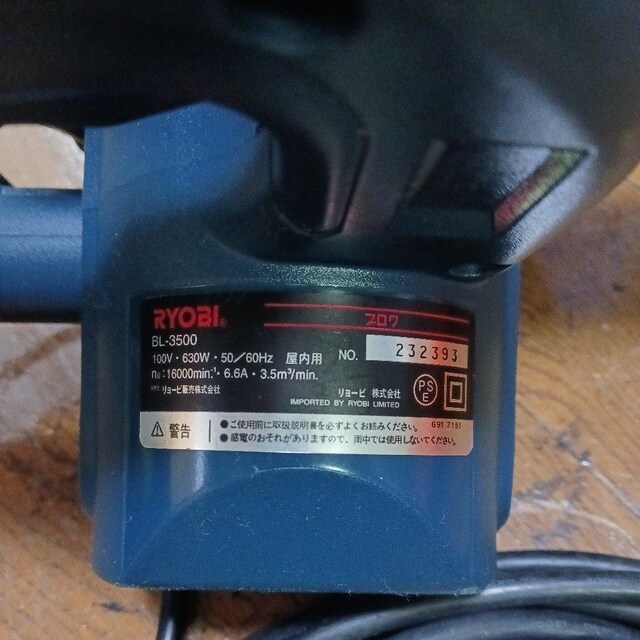 RYOBI® ブロワ
BL-3500
100V・630W・50/60Hz 屋内用 NO. 232393
n₀:16000min⁻¹・6.6A・3.5m³/min.
リョービ販売株式会社 リョービ 株式会社
IMPORTED BY RYOBI LIMITED
PS
E
警告 ●ご使用前に取扱説明書を必ずよくお読みください。 6917151
●感電のおそれがありますので、雨中では使用しないでください。